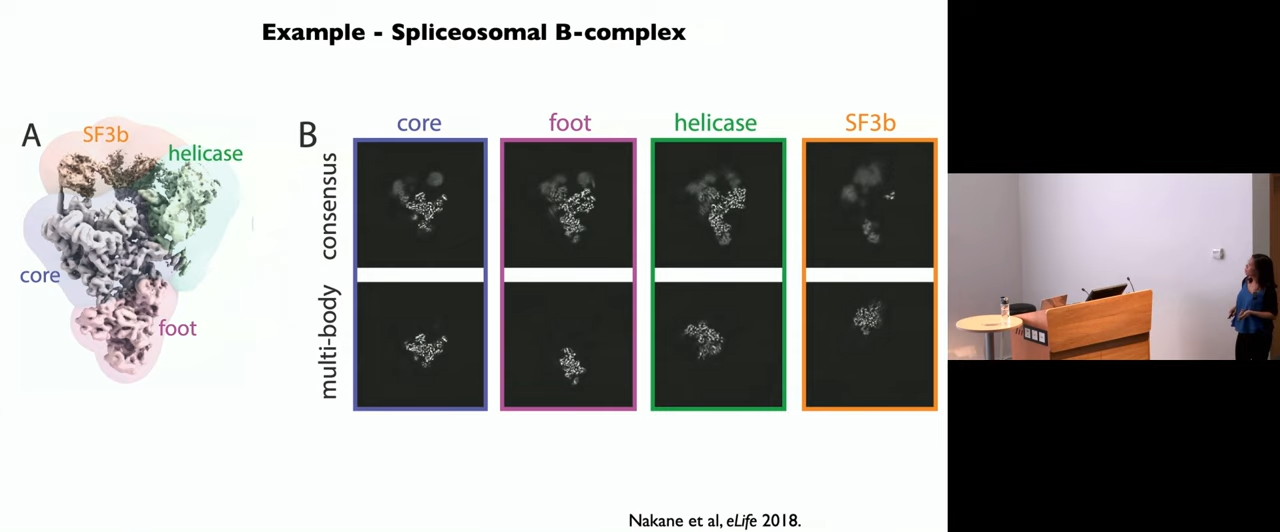 Example - Spliceosomal B-complex
A
SF3b
helicase
core
foot
B
core
foot
helicase
SF3b
consensus
multi-body
Nakane et al, eLife 2018.